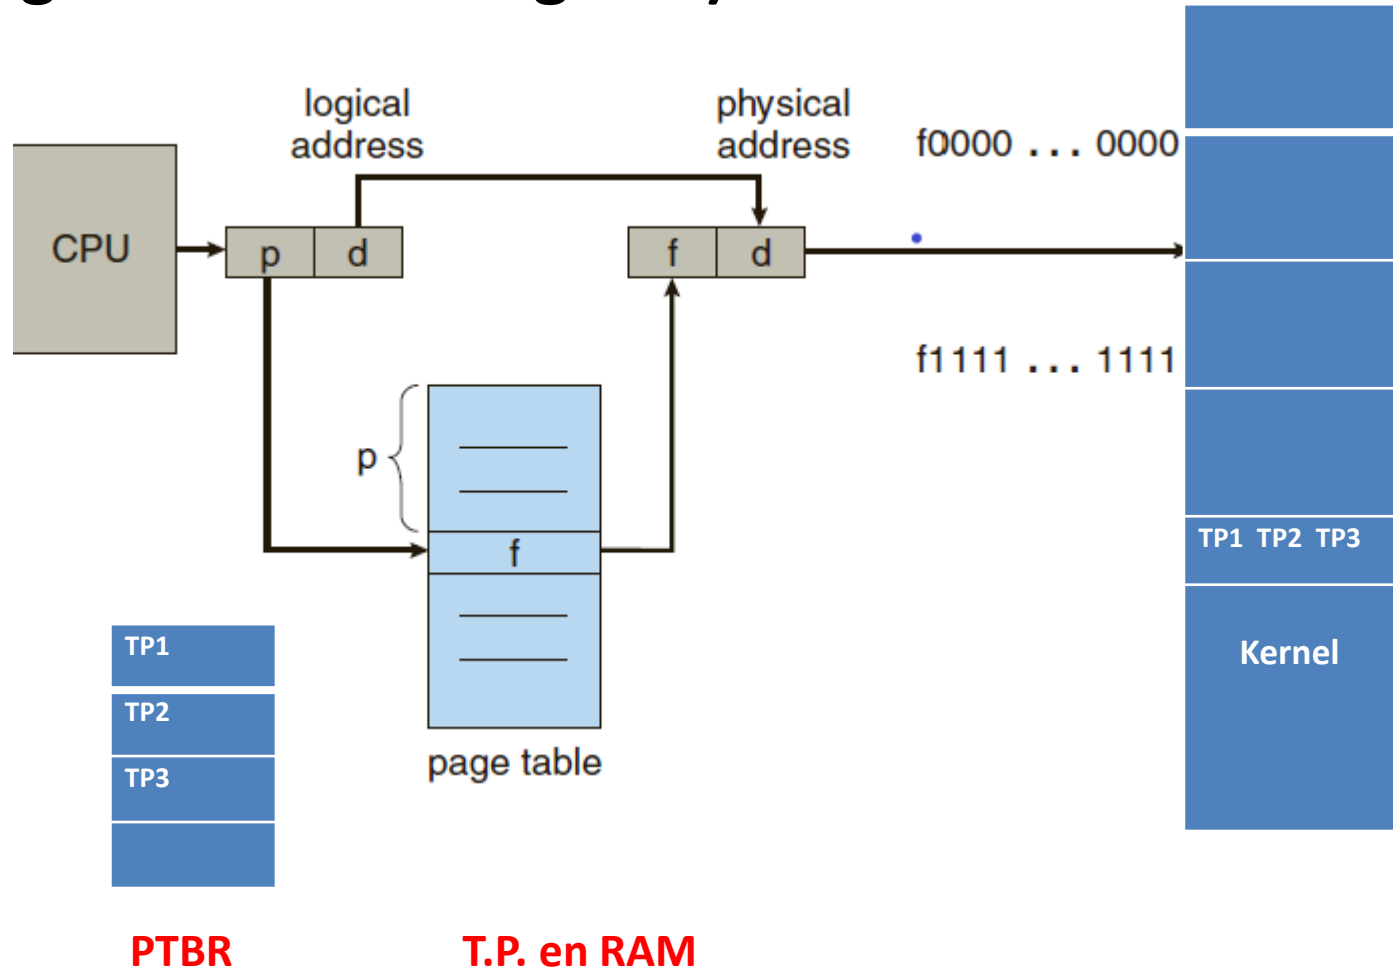 logical
address
physical
address
f0000 ... 0000
CPU
p
d
f
d
f1111 ... 1111
p
f
TP1 TP2 TP3
TP1
Kernel
TP2
TP3
page table
PTBR
T.P. en RAM